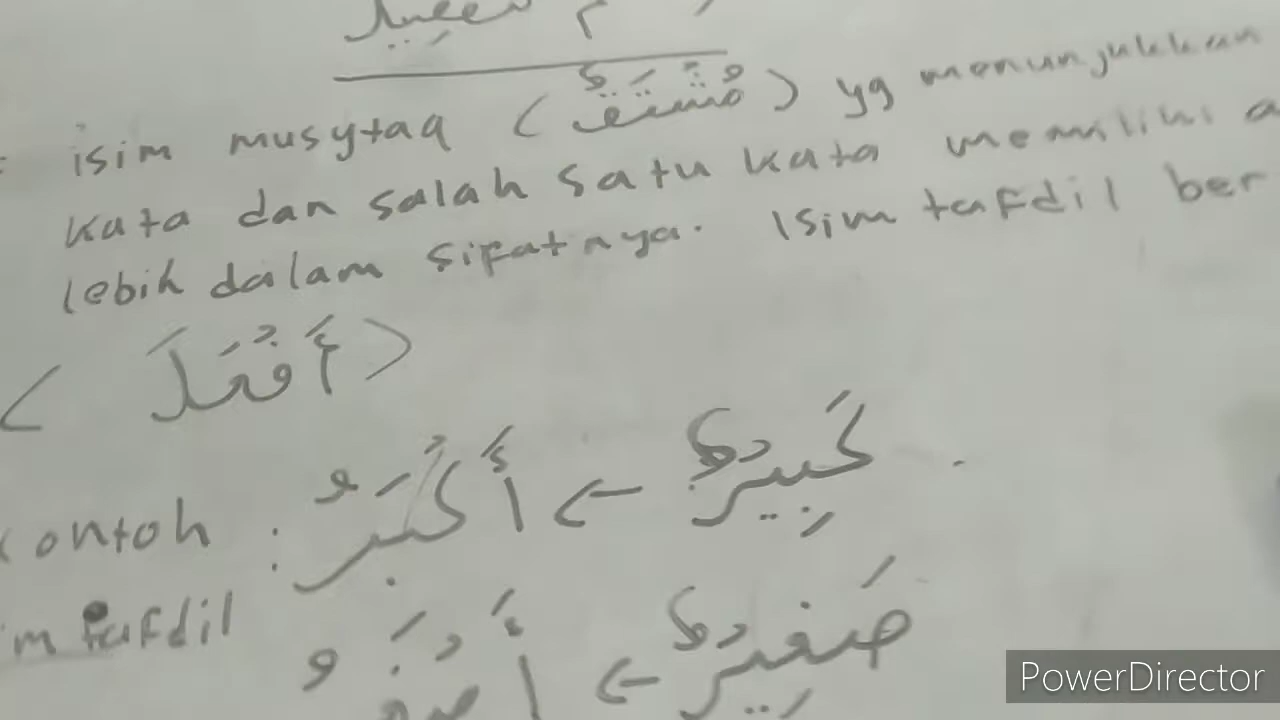 : isim musytaq ( مُشْتَقٌّ ) yg menunjukkan
kata dan salah satu kata memiliki a
lebih dalam sifatnya. Isim tafdil ber
( أَفْعَلَ )
contoh : كَبِيْرٌ → أَكْبَرُ
m tafdil صَغِيْرٌ →
PowerDirector